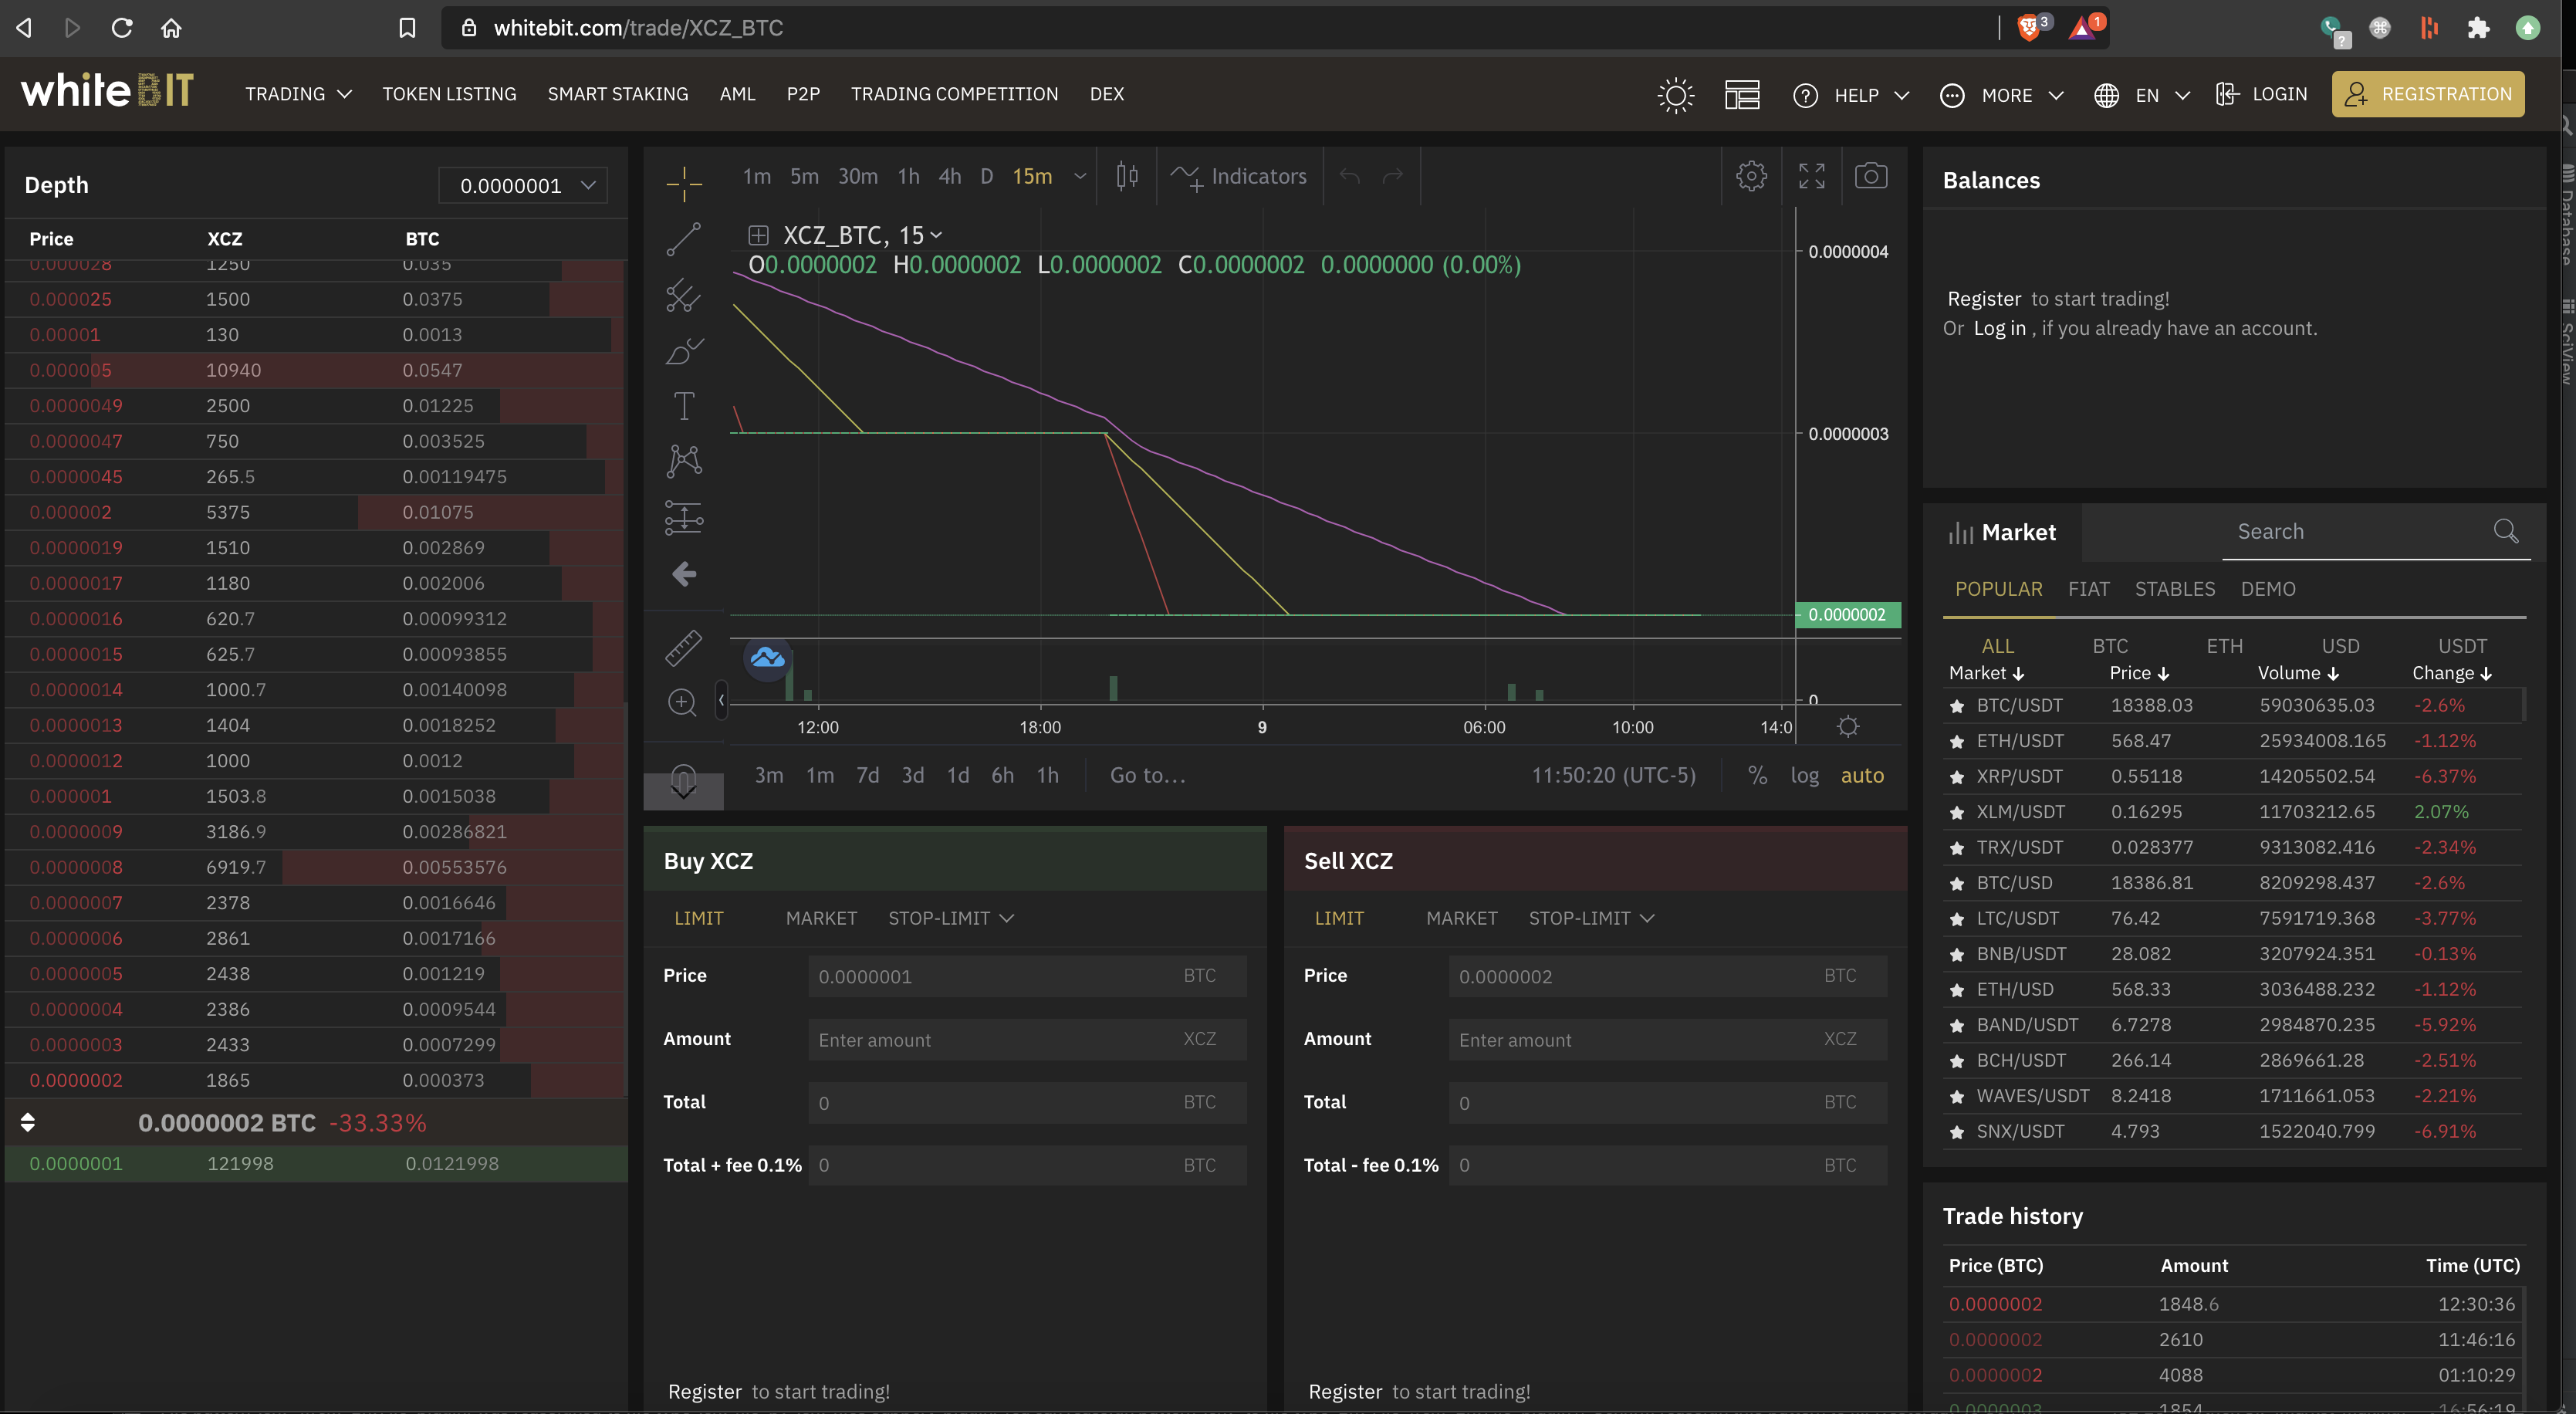 whitebit.com/trade/XCZ_BTC
3
1
?
whiteBIT
TRADING
TOKEN LISTING
SMART STAKING
AML
P2P
TRADING COMPETITION
DEX
HELP
MORE
EN
LOGIN
REGISTRATION
Depth
0.0000001
Price XCZ BTC
0.000028 1250 0.035
0.000025 1500 0.0375
0.00001 130 0.0013
0.000005 10940 0.0547
0.0000049 2500 0.01225
0.0000047 750 0.003525
0.0000045 265.5 0.00119475
0.000002 5375 0.01075
0.0000019 1510 0.002869
0.0000017 1180 0.002006
0.0000016 620.7 0.00099312
0.0000015 625.7 0.00093855
0.0000014 1000.7 0.00140098
0.0000013 1404 0.0018252
0.0000012 1000 0.0012
0.000001 1503.8 0.0015038
0.0000009 3186.9 0.00286821
0.0000008 6919.7 0.00553576
0.0000007 2378 0.0016646
0.0000006 2861 0.0017166
0.0000005 2438 0.001219
0.0000004 2386 0.0009544
0.0000003 2433 0.0007299
0.0000002 1865 0.000373
0.0000002 BTC -33.33%
0.0000001 121998 0.0121998
1m 5m 30m 1h 4h D 15m
Indicators
XCZ_BTC, 15
O0.0000002 H0.0000002 L0.0000002 C0.0000002 0.0000000 (0.00%)
0.0000004
0.0000003
0.0000002
0
12:00 18:00 9 06:00 10:00 14:0
3m 1m 7d 3d 1d 6h 1h Go to... 11:50:20 (UTC-5) % log auto
Buy XCZ
LIMIT MARKET STOP-LIMIT
Price 0.0000001 BTC
Amount Enter amount XCZ
Total 0 BTC
Total + fee 0.1% 0 BTC
Register to start trading!
Sell XCZ
LIMIT MARKET STOP-LIMIT
Price 0.0000002 BTC
Amount Enter amount XCZ
Total 0 BTC
Total - fee 0.1% 0 BTC
Register to start trading!
Balances
Register to start trading!
Or Log in , if you already have an account.
Market
Search
POPULAR FIAT STABLES DEMO
ALL BTC ETH USD USDT
Market Price Volume Change
BTC/USDT 18388.03 59030635.03 -2.6%
ETH/USDT 568.47 25934008.165 -1.12%
XRP/USDT 0.55118 14205502.54 -6.37%
XLM/USDT 0.16295 11703212.65 2.07%
TRX/USDT 0.028377 9313082.416 -2.34%
BTC/USD 18386.81 8209298.437 -2.6%
LTC/USDT 76.42 7591719.368 -3.77%
BNB/USDT 28.082 3207924.351 -0.13%
ETH/USD 568.33 3036488.232 -1.12%
BAND/USDT 6.7278 2984870.235 -5.92%
BCH/USDT 266.14 2869661.28 -2.51%
WAVES/USDT 8.2418 1711661.053 -2.21%
SNX/USDT 4.793 1522040.799 -6.91%
Trade history
Price (BTC) Amount Time (UTC)
0.0000002 1848.6 12:30:36
0.0000002 2610 11:46:16
0.0000002 4088 01:10:29
0.0000003 1854 16:56:19
Database
SciView